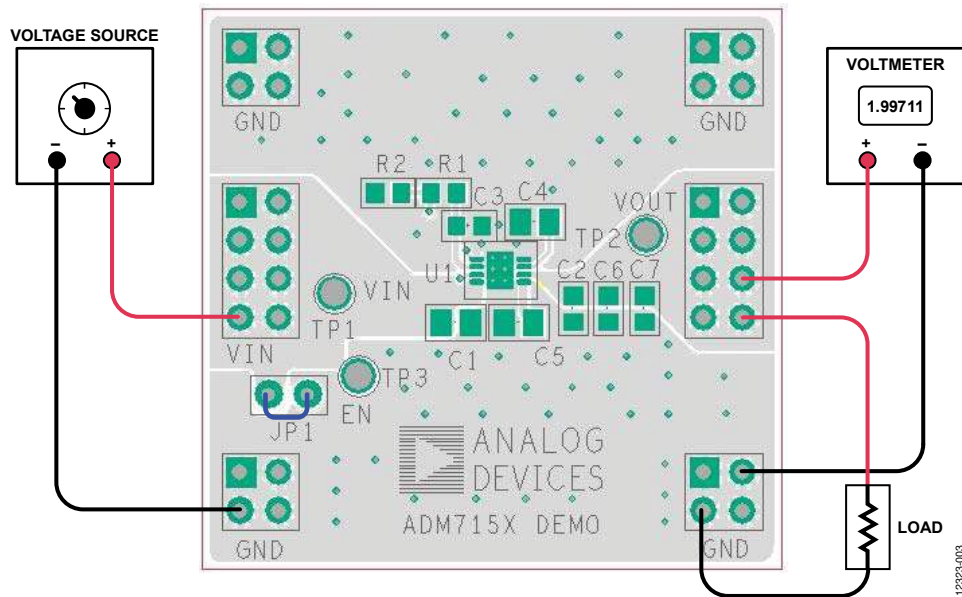 VOLTAGE SOURCE
−
+
GND
GND
VOLTMETER
1.99711
+
−
R2
R1
C3
C4
VOUT
TP2
U1
C2
C6
C7
VIN
TP1
VIN
C1
C5
TP3
EN
JP1
ANALOG
DEVICES
ADM715X DEMO
GND
GND
LOAD
12323-003